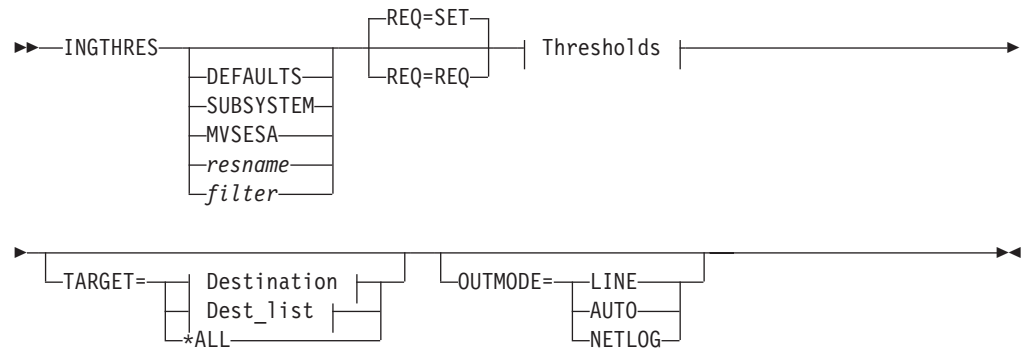 REQ=SET
INGTHRES Thresholds
DEFAULTS REQ=REQ
SUBSYSTEM
MVSESA
resname
filter
TARGET= Destination OUTMODE= LINE
Dest_list AUTO
*ALL NETLOG